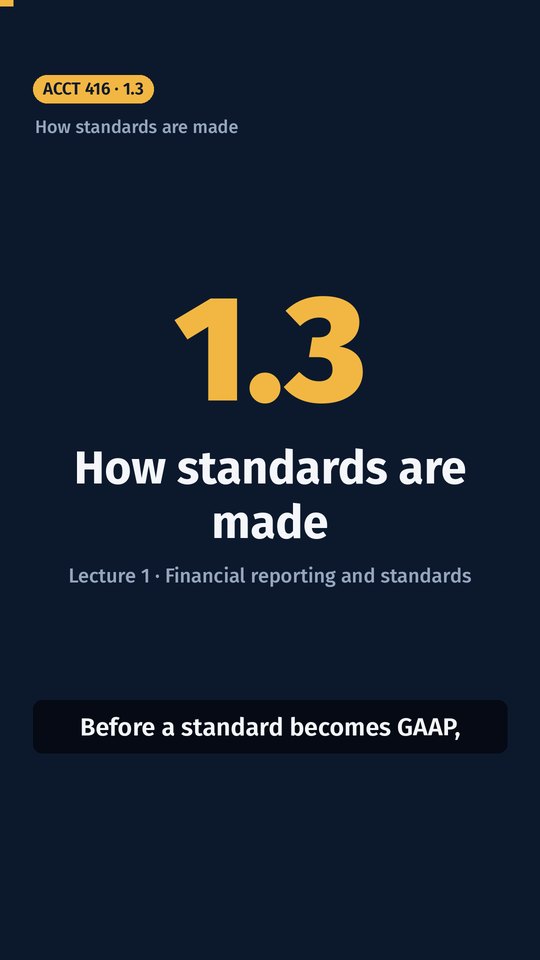 ACCT 416 · 1.3
How standards are made
1.3
How standards are
made
Lecture 1 · Financial reporting and standards
Before a standard becomes GAAP,